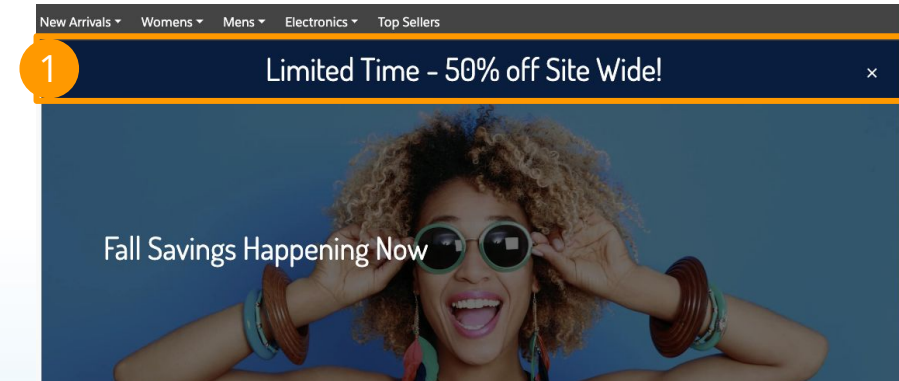 New Arrivals Womens Mens Electronics Top Sellers
1
Limited Time - 50% off Site Wide! ×
Fall Savings Happening Now